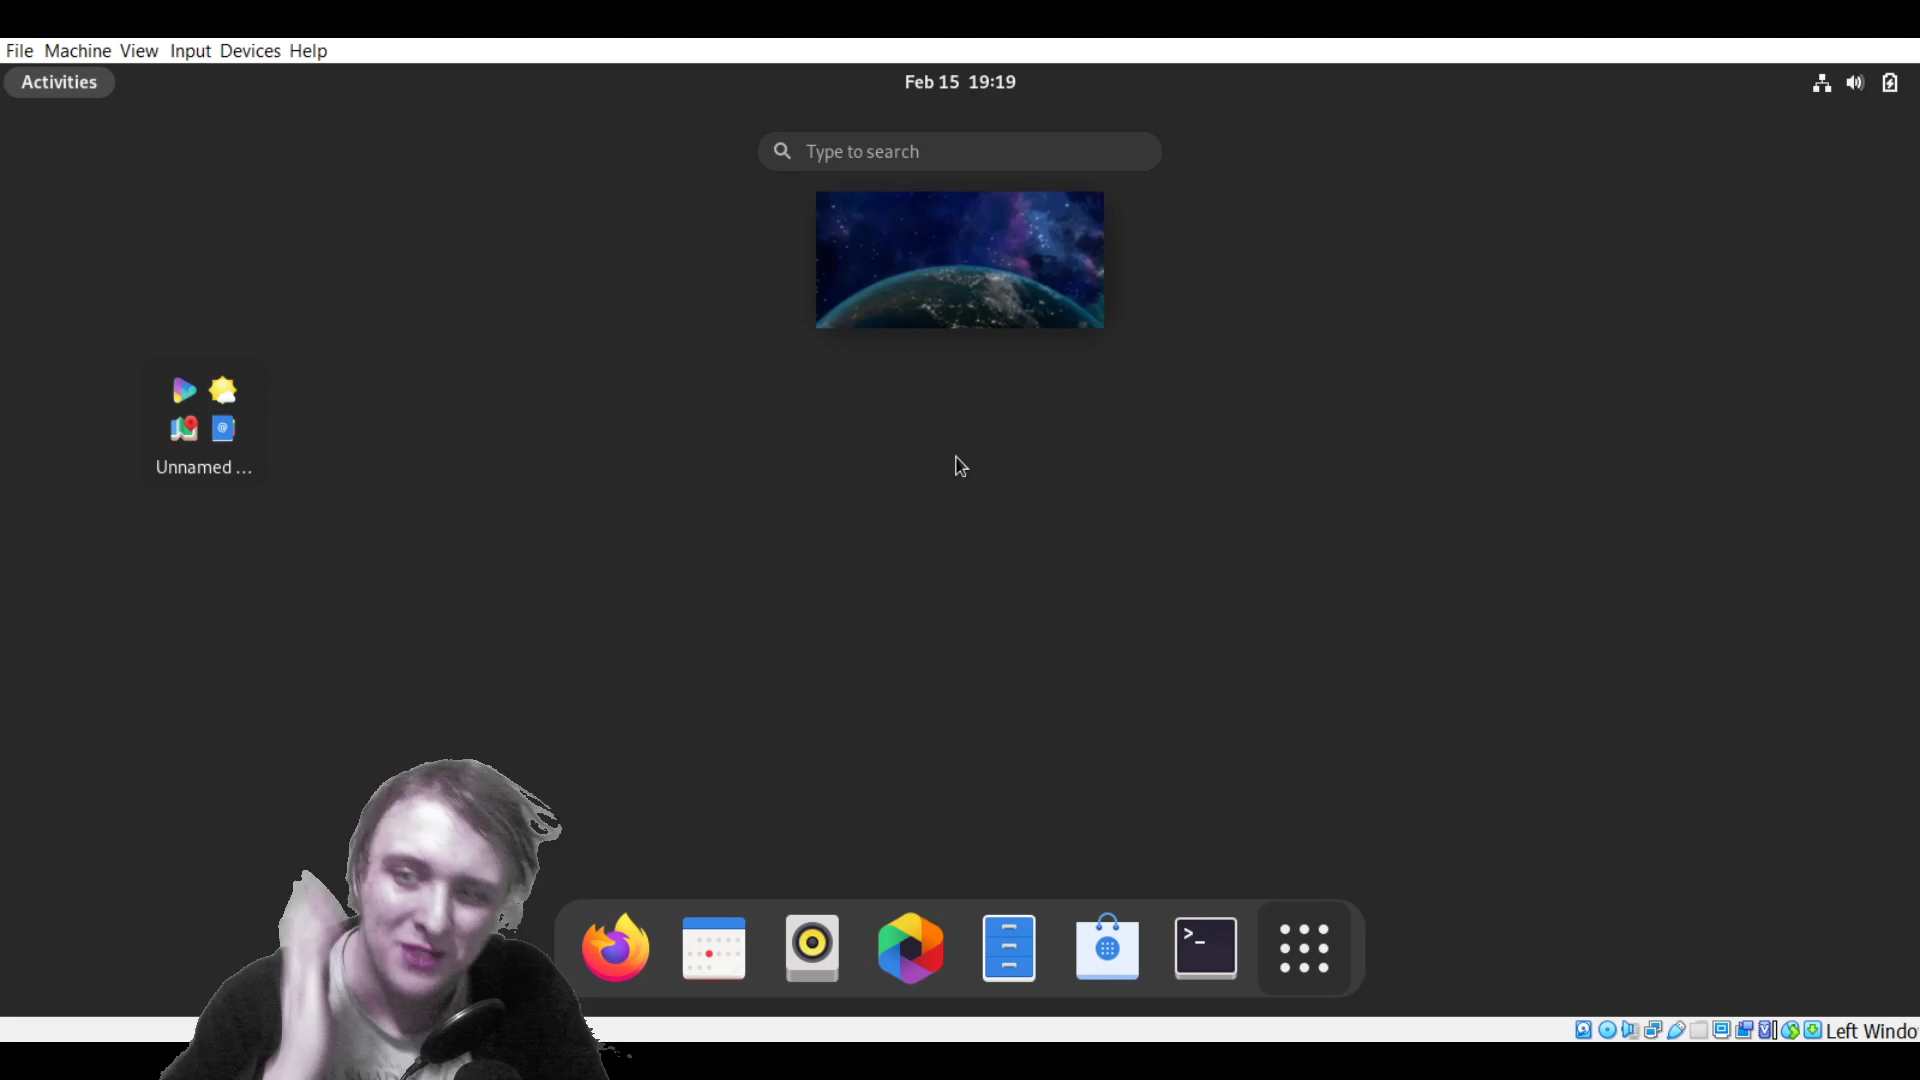 File Machine View Input Devices Help
Activities
Feb 15 19:19
Type to search
Unnamed ...
>_
Left Windo